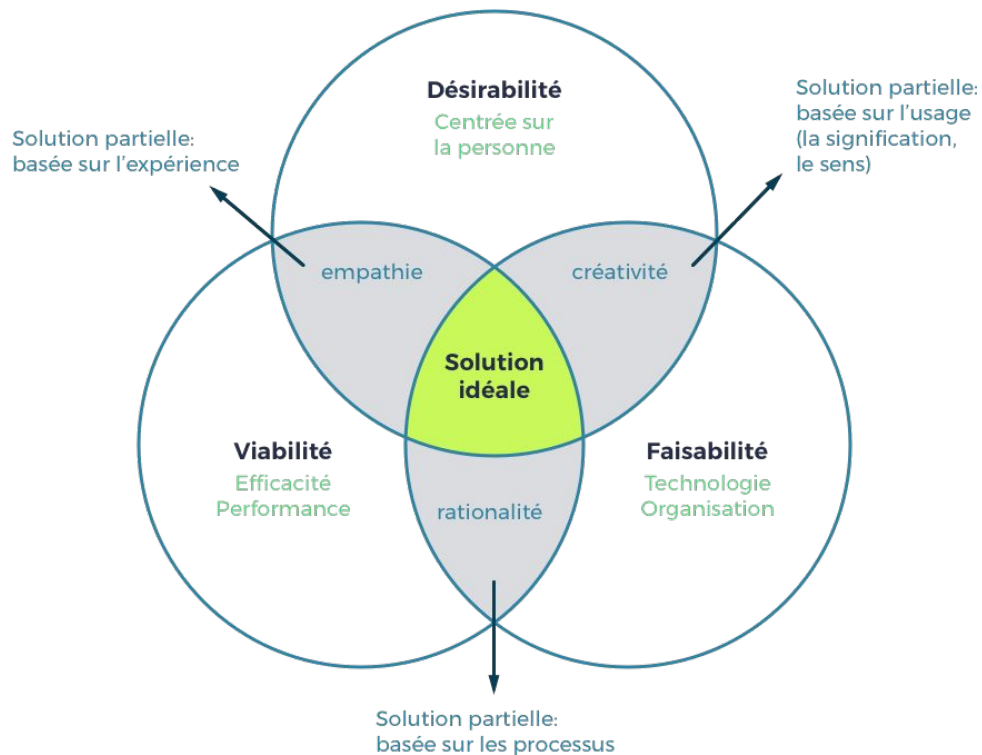 Désirabilité
Centrée sur
la personne
Solution partielle:
basée sur l'usage
(la signification,
le sens)
Solution partielle:
basée sur l'expérience
empathie
créativité
Solution
idéale
Viabilité
Efficacité
Performance
Faisabilité
Technologie
Organisation
rationalité
Solution partielle:
basée sur les processus